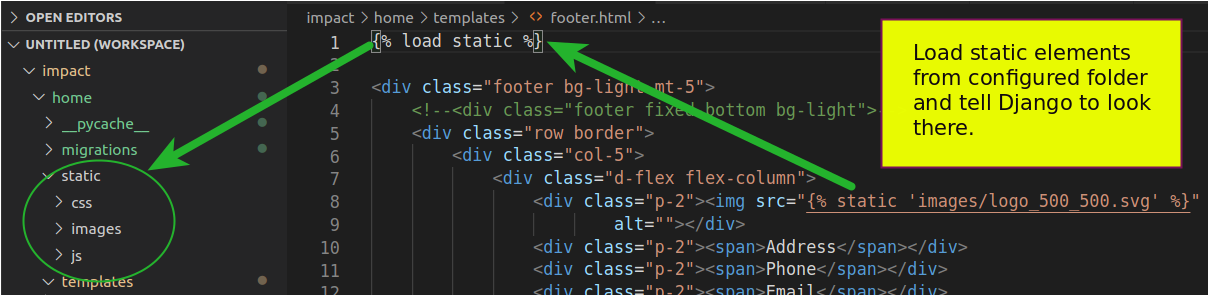 OPEN EDITORS
UNTITLED (WORKSPACE)
impact
home
__pycache__
migrations
static
css
images
js
templates
impact > home > templates > <> footer.html > ...
1 {% load static %}
2
3 <div class="footer bg-light mt-5">
4 <!--<div class="footer fixed-bottom bg-light">
5 <div class="row border">
6 <div class="col-5">
7 <div class="d-flex flex-column">
8 <div class="p-2"><img src="{% static 'images/logo_500_500.svg' %}"
9 alt=""></div>
10 <div class="p-2"><span>Address</span></div>
11 <div class="p-2"><span>Phone</span></div>
12 <div class="p-2"><span>Email</span></div>
Load static elements
from configured folder
and tell Django to look
there.